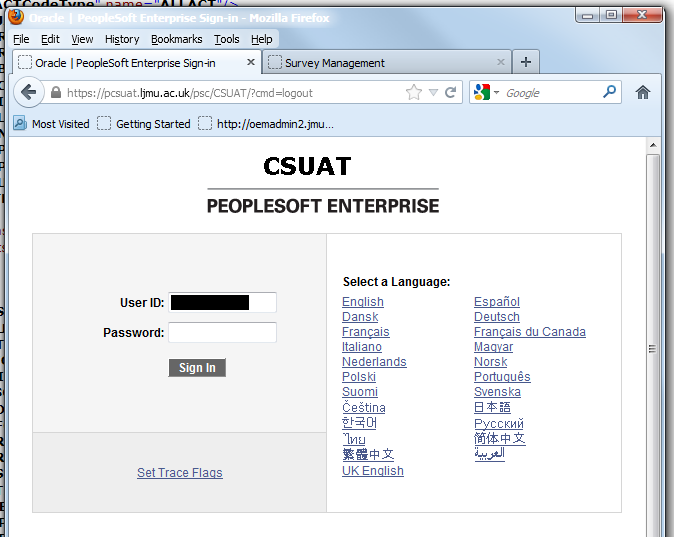 ACTCodeType" name="ALLACT"/>
Oracle | PeopleSoft Enterprise Sign-in - Mozilla Firefox
File Edit View History Bookmarks Tools Help
Oracle | PeopleSoft Enterprise Sign-in × Survey Management × +
https://pcsuat.ljmu.ac.uk/psc/CSUAT/?cmd=logout Google
Most Visited Getting Started http://oemadmin2.jmu...
CSUAT
PEOPLESOFT ENTERPRISE
User ID:
Password:
Sign In
Set Trace Flags
Select a Language:
English Español
Dansk Deutsch
Français Français du Canada
Italiano Magyar
Nederlands Norsk
Polski Português
Suomi Svenska
Čeština 日本語
한국어 Русский
ไทย 简体中文
繁體中文 العربية
UK English